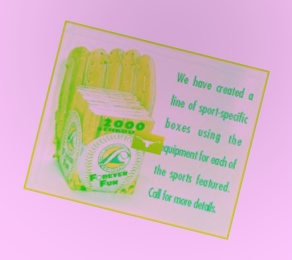 2000
FOREVER
FUN
We have created a
line of sport-specific
boxes using the
equipment for each of
the sports featured.
Call for more details.